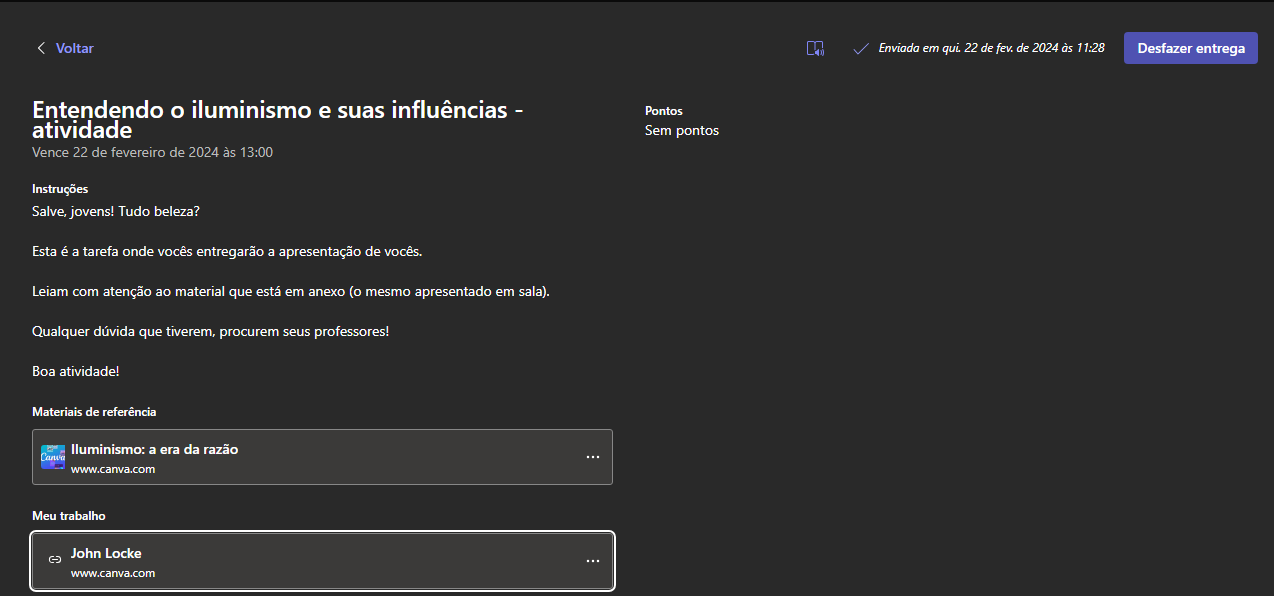 Voltar
Enviada em qui. 22 de fev. de 2024 às 11:28
Desfazer entrega
Entendendo o iluminismo e suas influências -
atividade
Vence 22 de fevereiro de 2024 às 13:00
Pontos
Sem pontos
Instruções
Salve, jovens! Tudo beleza?
Esta é a tarefa onde vocês entregarão a apresentação de vocês.
Leiam com atenção ao material que está em anexo (o mesmo apresentado em sala).
Qualquer dúvida que tiverem, procurem seus professores!
Boa atividade!
Materiais de referência
Canva
Iluminismo: a era da razão
www.canva.com
Meu trabalho
John Locke
www.canva.com